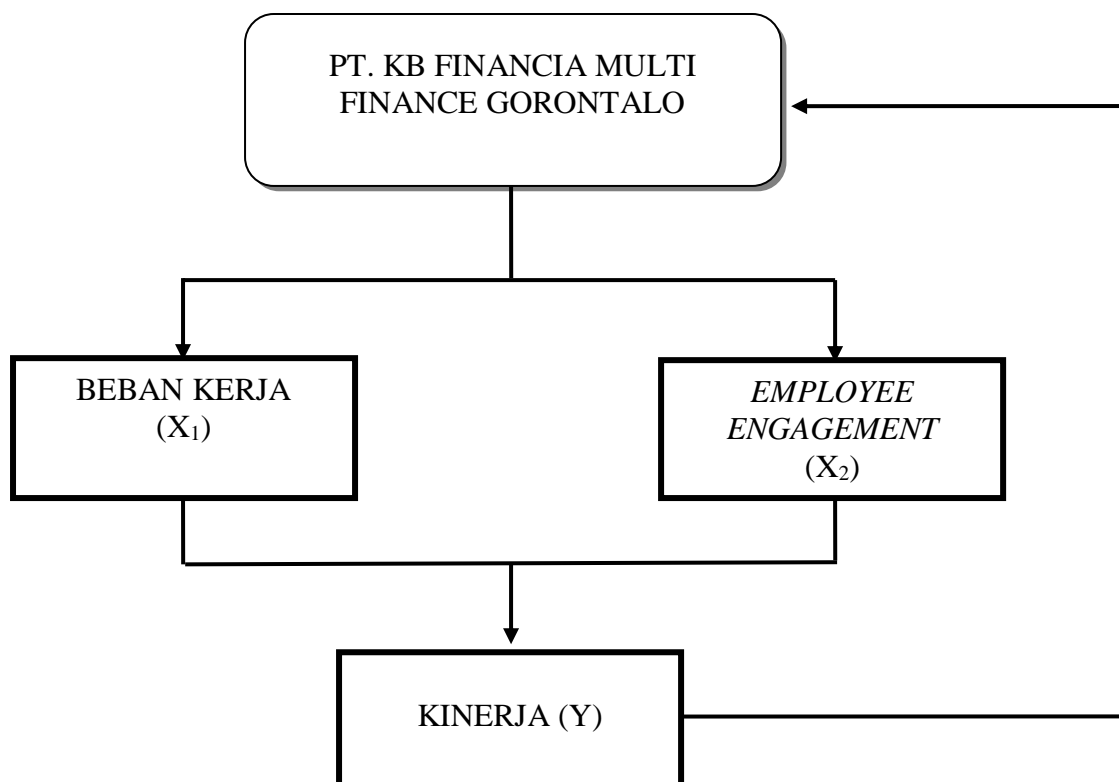 PT. KB FINANCIA MULTI
FINANCE GORONTALO
BEBAN KERJA
(X₁)
EMPLOYEE
ENGAGEMENT
(X₂)
KINERJA (Y)